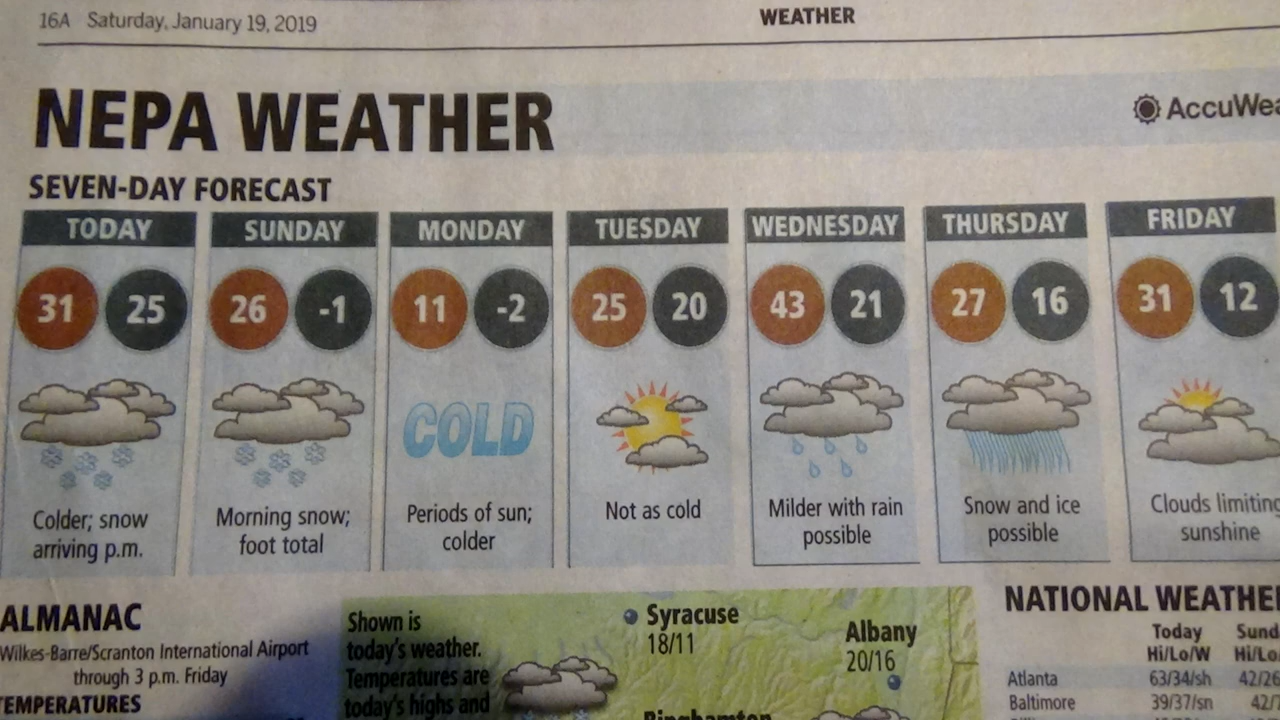 16A Saturday, January 19, 2019
WEATHER
NEPA WEATHER
SEVEN-DAY FORECAST
TODAY
31 25
Colder; snow
arriving p.m.
SUNDAY
26 -1
Morning snow;
foot total
MONDAY
11 -2
COLD
Periods of sun;
colder
TUESDAY
25 20
Not as cold
WEDNESDAY
43 21
Milder with rain
possible
THURSDAY
27 16
Snow and ice
possible
FRIDAY
31 12
Clouds limiting
sunshine
ALMANAC
Wilkes-Barre/Scranton International Airport
through 3 p.m. Friday
TEMPERATURES
Shown is
today's weather.
Temperatures are
today's highs and
Syracuse
18/11
Albany
20/16
Binghamton
NATIONAL WEATHE
Today
Hi/Lo/W
Atlanta 63/34/sh 42/26
Baltimore 39/37/sn